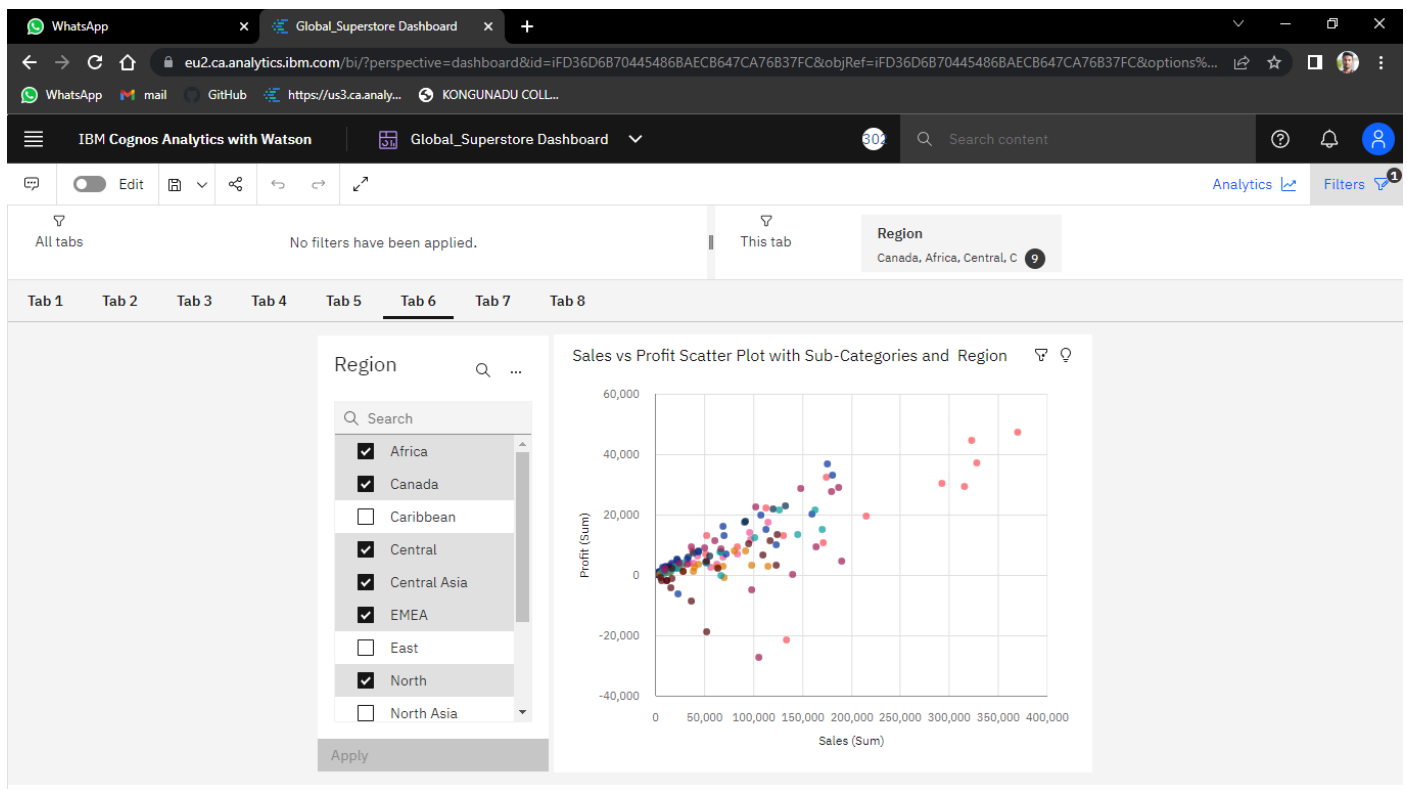 WhatsApp
Global_Superstore Dashboard
eu2.ca.analytics.ibm.com/bi/?perspective=dashboard&id=iFD36D6B70445486BAECB647CA76B37FC&objRef=iFD36D6B70445486BAECB647CA76B37FC&options%...
WhatsApp mail GitHub https://us3.ca.analy... KONGUNADU COLL...
IBM Cognos Analytics with Watson Global_Superstore Dashboard 302 Search content
Edit Analytics Filters 1
All tabs No filters have been applied. This tab Region
Canada, Africa, Central, C 9
Tab 1 Tab 2 Tab 3 Tab 4 Tab 5 Tab 6 Tab 7 Tab 8
Region ...
Search
Africa
Canada
Caribbean
Central
Central Asia
EMEA
East
North
North Asia
Apply
Sales vs Profit Scatter Plot with Sub-Categories and Region
60,000
40,000
20,000
0
-20,000
-40,000
Profit (Sum)
0 50,000 100,000 150,000 200,000 250,000 300,000 350,000 400,000
Sales (Sum)